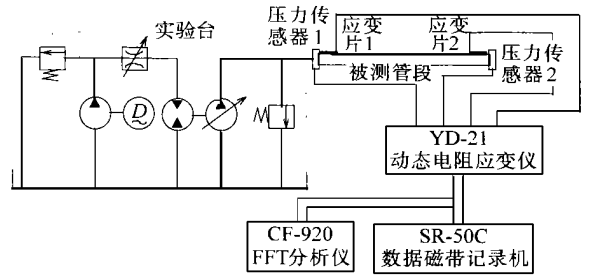 实验台
压力传
感器1
应变
片1
应变
片2
压力传
感器2
被测管段
D
YD-21
动态电阻应变仪
CF-920
FFT分析仪
SR-50C
数据磁带记录机